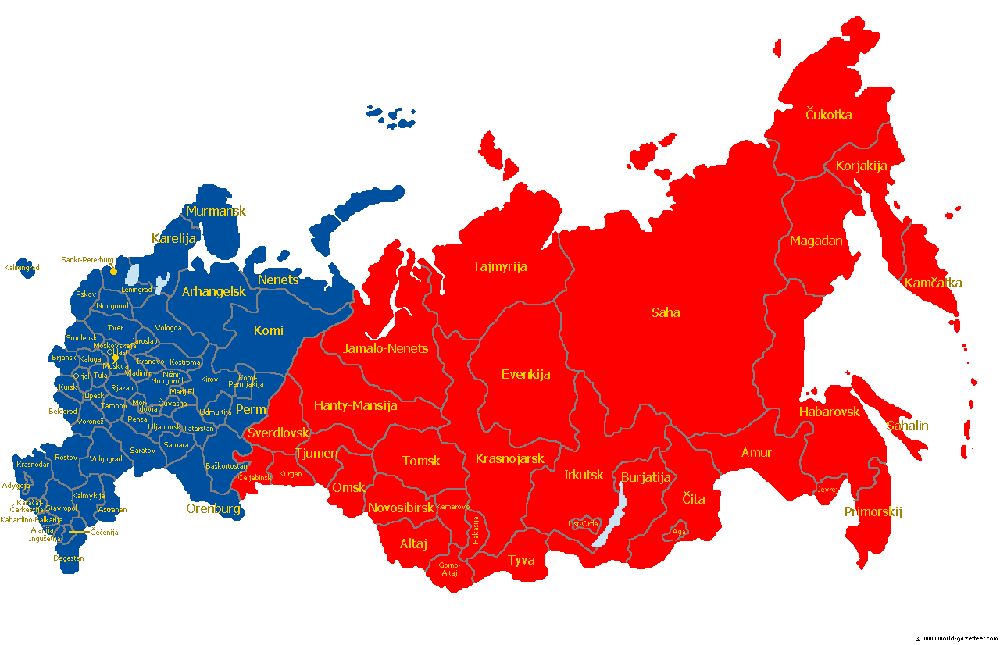 Čukotka
Korjakija
Murmansk
Karelija
Magadan
Sankt-Peterburg
Kaliningrad
Tajmyrija
Nenets
Kamčatka
Leningrad
Arhangelsk
Pskov
Novgorod
Saha
Tver
Vologda
Komi
Smolensk
Jaroslavl
Moskovskaja
Oblast
Jamalo-Nenets
Brjansk
Kaluga
Moskva
Ivanovo
Kostroma
Vladimir
Evenkija
Orjol
Tula
Nižnij
Novgorod
Kirov
Komi-
Permjakija
Kursk
Rjazan
Marij El
Lipeck
Tambov
Mor-
dovia
Čuvasija
Hanty-Mansija
Belgorod
Udmurtija
Perm
Habarovsk
Voronež
Penza
Uljanovsk
Tatarstan
Sahalin
Sverdlovsk
Samara
Saratov
Tjumen
Amur
Rostov
Volgograd
Krasnojarsk
Tomsk
Krasnodar
Baškortostan
Čeljabinsk
Kurgan
Irkutsk
Burjatija
Adygeja
Omsk
Jevrej
Kalmykija
Čita
Karačaj-
Čerkessija
Stavropol
Astrahan
Orenburg
Novosibirsk
Kemerovo
Primorskij
Kabardino-Balkarija
Ust-Orda
Alanija
Čečenija
Hakasija
Aga
Ingušetija
Altaj
Dagestan
Tyva
Gorno-
Altaj
© www.world-gazetteer.com